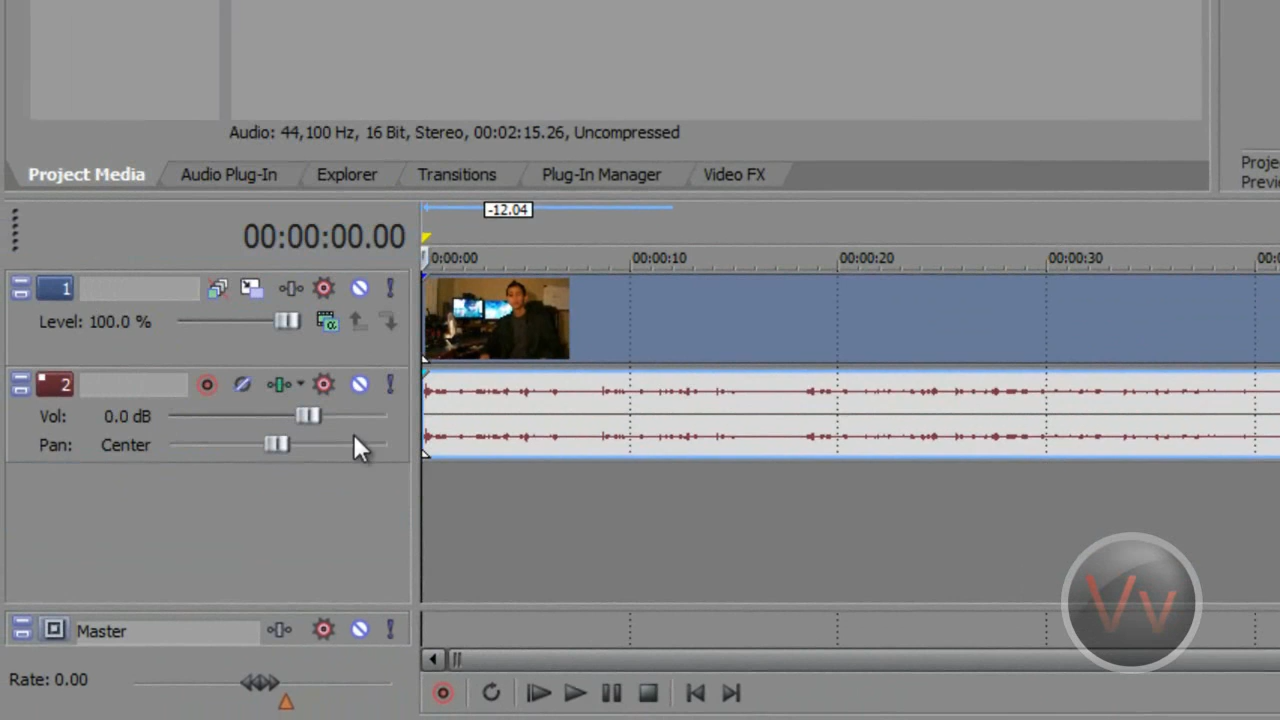 Audio: 44,100 Hz, 16 Bit, Stereo, 00:02:15.26, Uncompressed
Project Media Audio Plug-In Explorer Transitions Plug-In Manager Video FX
Previ
00:00:00.00
-12.04
0:00:00 00:00:10 00:00:20 00:00:30
1
Level: 100.0 %
2
Vol: 0.0 dB
Pan: Center
Master
Rate: 0.00
Vv